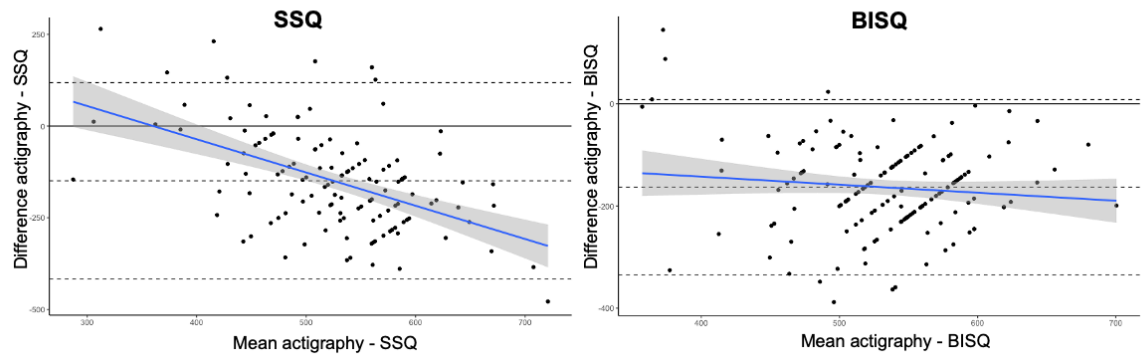 SSQ
Difference actigraphy - SSQ
250
0
-250
-500
300
400
500
600
700
Mean actigraphy - SSQ
BISQ
Difference actigraphy - BISQ
0
-200
-400
400
500
600
700
Mean actigraphy - BISQ